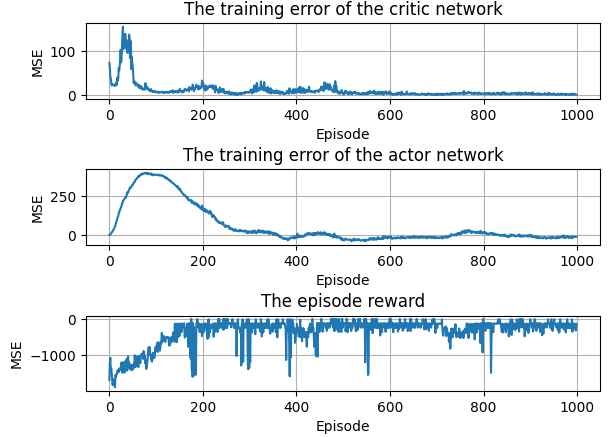 The training error of the critic network
100
0
MSE
0 200 400 600 800 1000
Episode
The training error of the actor network
250
0
MSE
0 200 400 600 800 1000
Episode
The episode reward
0
−1000
MSE
0 200 400 600 800 1000
Episode